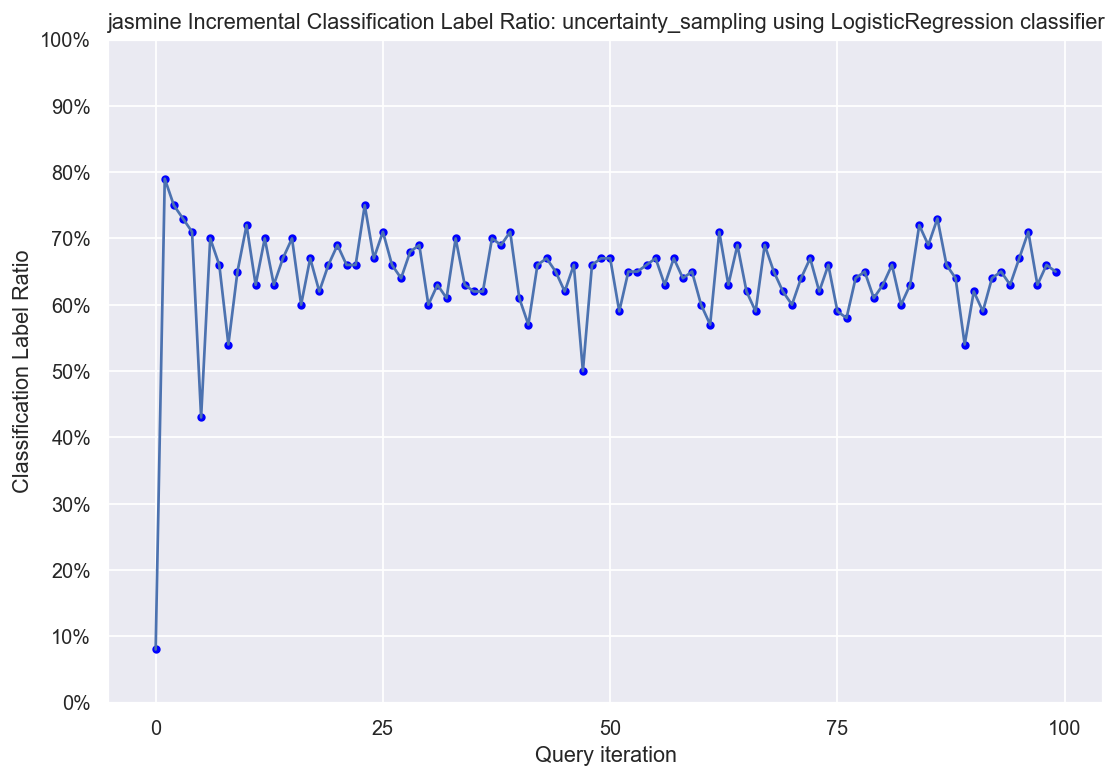 jasmine Incremental Classification Label Ratio: uncertainty_sampling using LogisticRegression classifier
100%
90%
80%
70%
60%
50%
40%
30%
20%
10%
0%
Classification Label Ratio
0 25 50 75 100
Query iteration